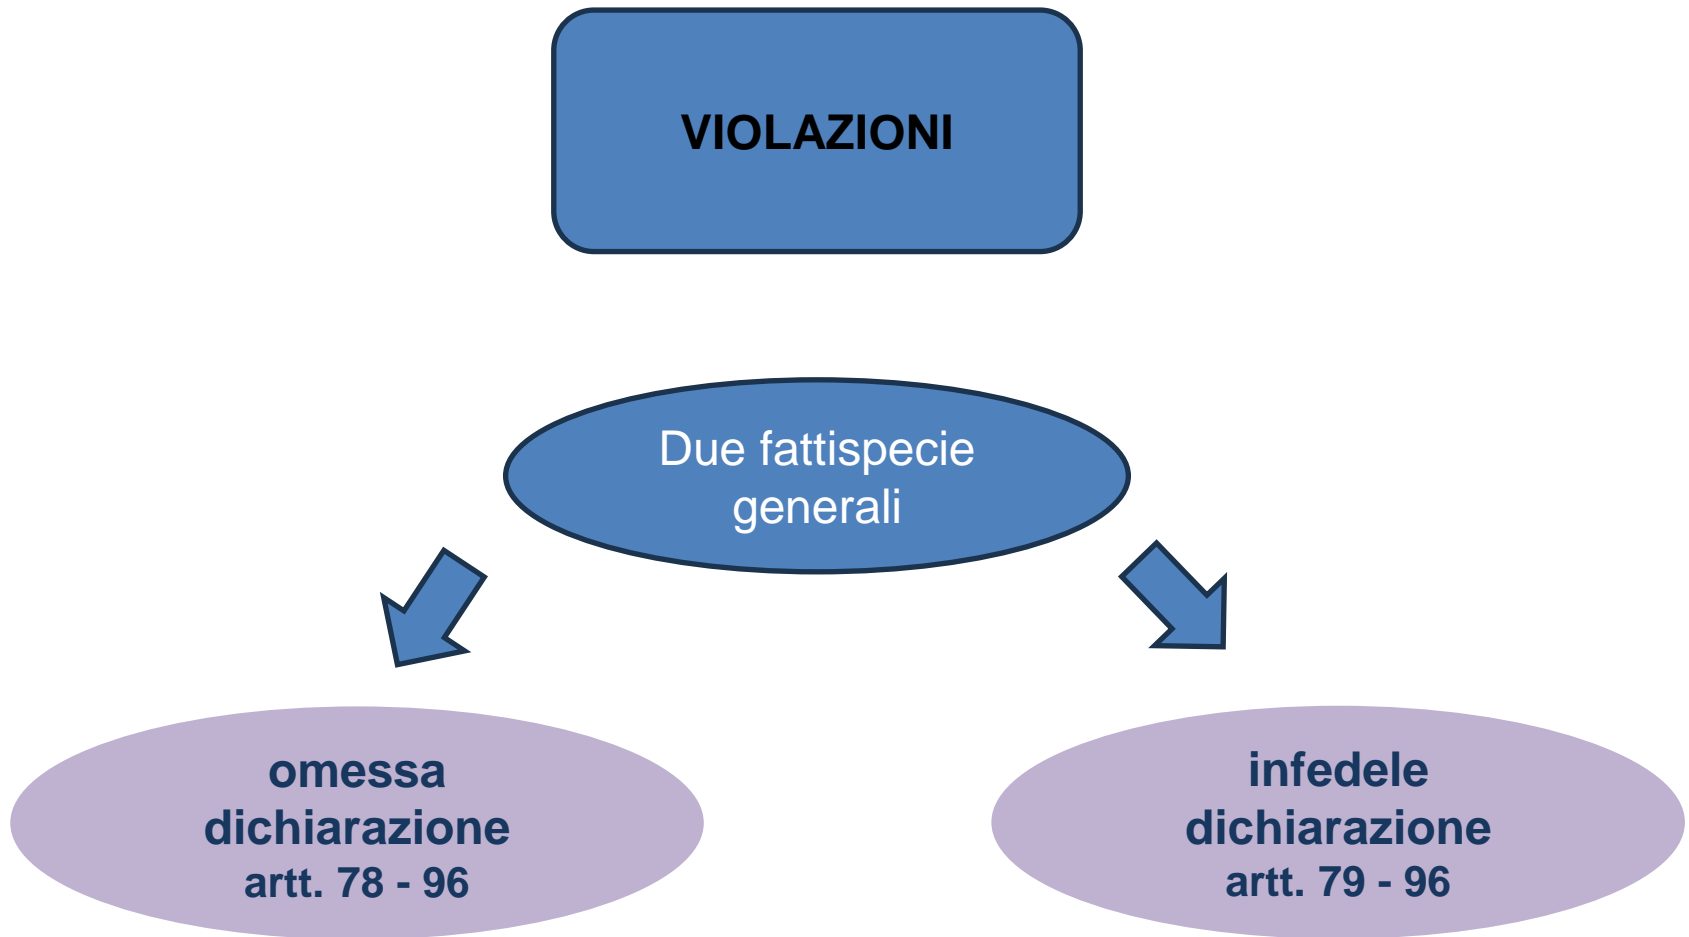 VIOLAZIONI
Due fattispecie
generali
omessa
dichiarazione
artt. 78 - 96
infedele
dichiarazione
artt. 79 - 96